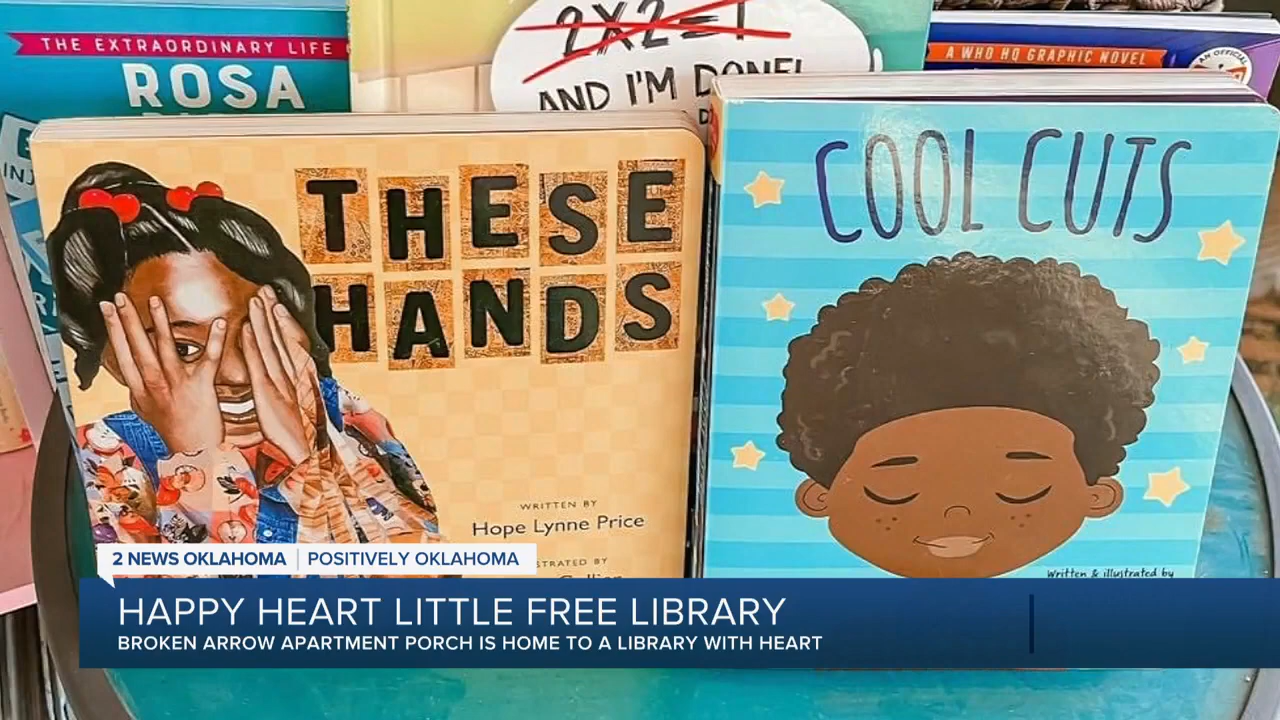 THE EXTRAORDINARY LIFE
ROSA
2X2=1
AND I'M DONE!
A WHO HQ GRAPHIC NOVEL
AN OFFICIAL
THESE
HANDS
WRITTEN BY
Hope Lynne Price
COOL CUTS
Written & illustrated by
2 NEWS OKLAHOMA | POSITIVELY OKLAHOMA
HAPPY HEART LITTLE FREE LIBRARY
BROKEN ARROW APARTMENT PORCH IS HOME TO A LIBRARY WITH HEART